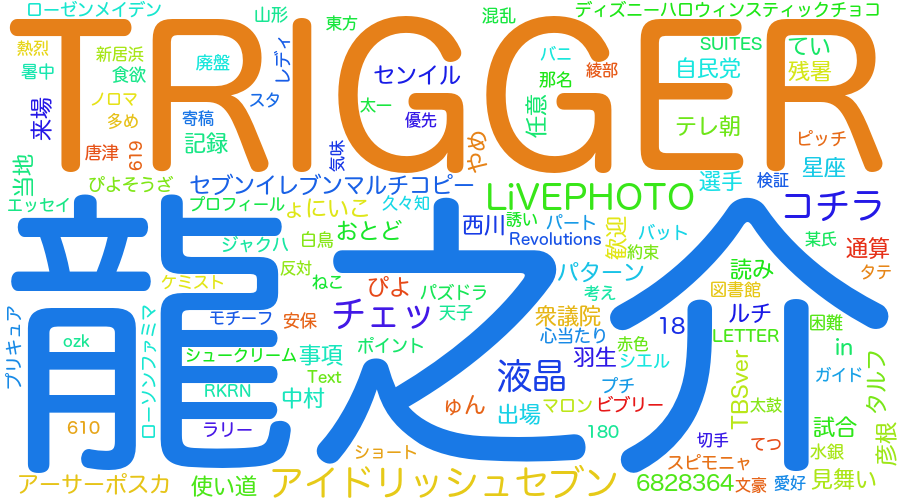 ローゼンメイデン
山形
東方
混乱
ディズニーハロウィンスティックチョコ
TRIGGER
熱烈
新居浜
レディ
バニ
SUITES
てい
暑中
食欲
廃盤
センイル
那名
綾部
自民党
残暑
ノロマ
スタ
太一
任意
来場
多め
寄稿
優先
テレ朝
ピッチ
619
記録
やめ
唐津
気味
当地
ぴよそうざ
セブンイレブンマルチコピー
選手
検証
星座
エッセイ
プロフィール
ょにいこ
久々知
LiVEPHOTO
コチラ
龍之介
白鳥
おとど
西川
誘い
パート
歓迎
バット
某氏
ジャクハ
Revolutions
約束
通算
反対
ケミスト
ねこ
ぴよ
パズドラ
パターン
考え
読み
タテ
図書館
プリキュア
モチーフ
安保
チェッ
天子
衆議院
18
ルチ
困難
ozk
ローソンファミマ
心当たり
赤色
LETTER
in
シュークリーム
事項
ポイント
羽生
シエル
Text
液晶
ガイド
RKRN
中村
プチ
TBSver
タルフ
ゅん
出場
マロン
ビブリー
太鼓
610
ラリー
180
試合
彦根
切手
てつ
ショート
スピモニャ
水銀
アーサーポスカ
使い道
アイドリッシュセブン
6828364
文豪
愛好
見舞い